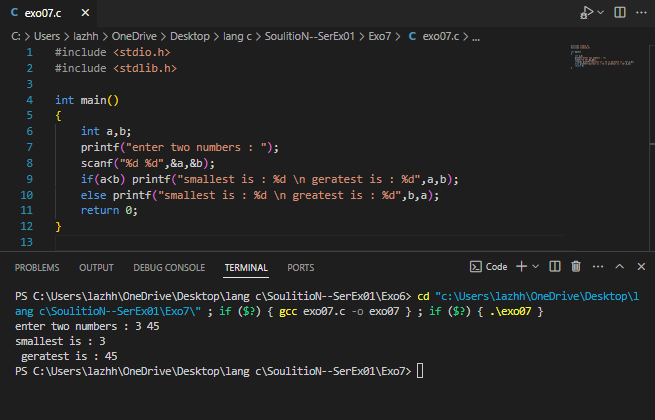 exo07.c
C: > Users > lazhh > OneDrive > Desktop > lang c > SoulitioN--SerEx01 > Exo7 > exo07.c > ...
1 #include <stdio.h>
2 #include <stdlib.h>
3
4 int main()
5 {
6 int a,b;
7 printf("enter two numbers : ");
8 scanf("%d %d",&a,&b);
9 if(a<b) printf("smallest is : %d \n geratest is : %d",a,b);
10 else printf("smallest is : %d \n greatest is : %d",b,a);
11 return 0;
12 }
13
PROBLEMS OUTPUT DEBUG CONSOLE TERMINAL PORTS Code
PS C:\Users\lazhh\OneDrive\Desktop\lang c\SoulitioN--SerEx01\Exo6> cd "c:\Users\lazhh\OneDrive\Desktop\l
ang c\SoulitioN--SerEx01\Exo7\" ; if ($?) { gcc exo07.c -o exo07 } ; if ($?) { .\exo07 }
enter two numbers : 3 45
smallest is : 3
 geratest is : 45
PS C:\Users\lazhh\OneDrive\Desktop\lang c\SoulitioN--SerEx01\Exo7>